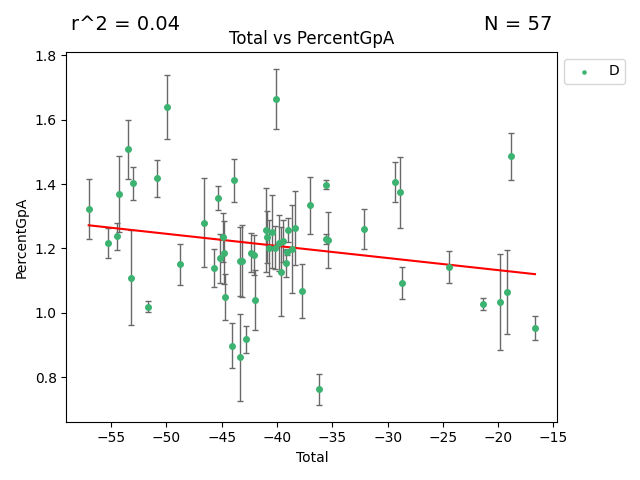 r^2 = 0.04
N = 57
Total vs PercentGpA
D
PercentGpA
1.8
1.6
1.4
1.2
1.0
0.8
−55 −50 −45 −40 −35 −30 −25 −20 −15
Total